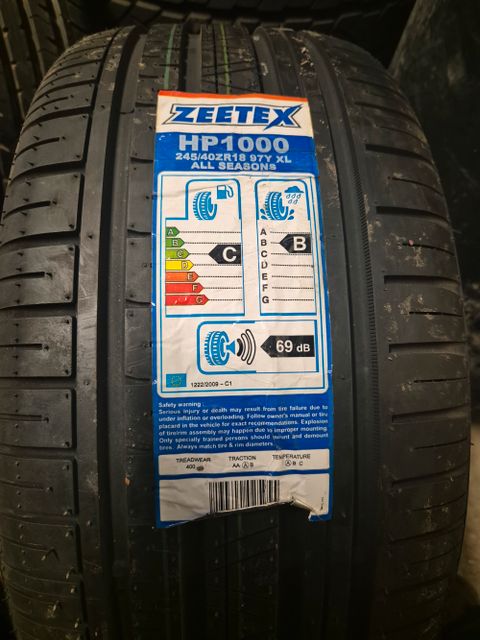 ZEETEX
HP1000
245/40ZR18 97Y XL
ALL SEASONS
A
B
C
D
E
F
G
C
A
B
C
D
E
F
G
B
69 dB
1222/2009 - C1
Safety warning :
Serious injury or death may result from tire failure due to
under inflation or overloading. Follow owner's manual or tire
placard in the vehicle for exact recommendations. Explosion
of tire/rim assembly may happen due to improper mounting.
Only specially trained persons should mount and demount
tires. Always match tire & rim diameters.
TREADWEAR
400
TRACTION
AA A B
TEMPERATURE
A B C